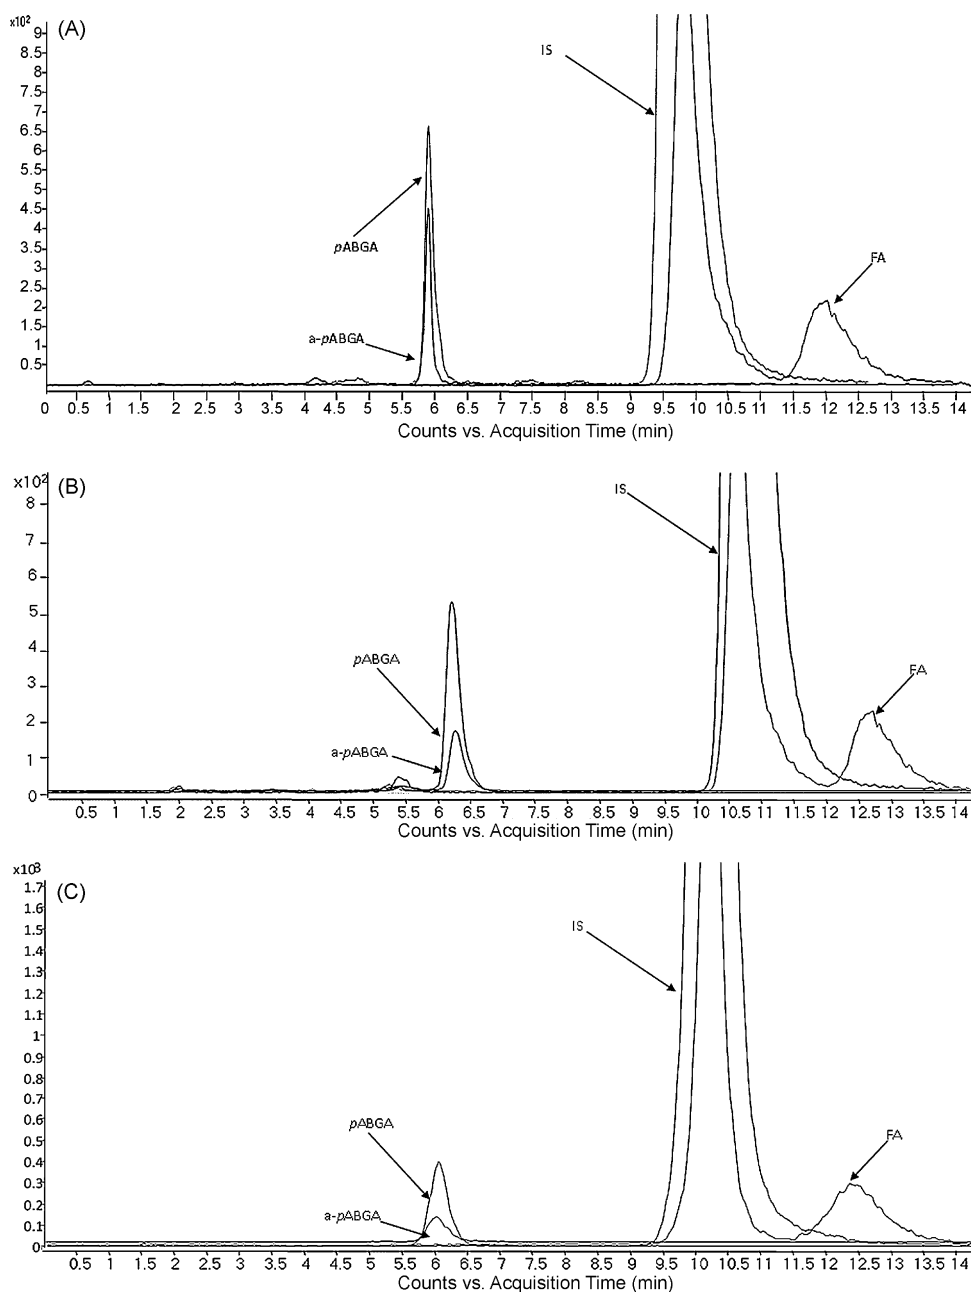 x10²
(A)
9
8.5
8
7.5
7
6.5
6
5.5
5
4.5
4
3.5
3
2.5
2
1.5
1
0.5
IS
pABGA
a-pABGA
FA
0 0.5 1 1.5 2 2.5 3 3.5 4 4.5 5 5.5 6 6.5 7 7.5 8 8.5 9 9.5 10 10.5 11 11.5 12 12.5 13 13.5 14
Counts vs. Acquisition Time (min)
x10²
(B)
8
7
6
5
4
3
2
1
0
IS
pABGA
a-pABGA
FA
0.5 1 1.5 2 2.5 3 3.5 4 4.5 5 5.5 6 6.5 7 7.5 8 8.5 9 9.5 10 10.5 11 11.5 12 12.5 13 13.5 14
Counts vs. Acquisition Time (min)
x10³
(C)
1.7
1.6
1.5
1.4
1.3
1.2
1.1
1
0.9
0.8
0.7
0.6
0.5
0.4
0.3
0.2
0.1
0
IS
pABGA
a-pABGA
FA
0.5 1 1.5 2 2.5 3 3.5 4 4.5 5 5.5 6 6.5 7 7.5 8 8.5 9 9.5 10 10.5 11 11.5 12 12.5 13 13.5 14
Counts vs. Acquisition Time (min)